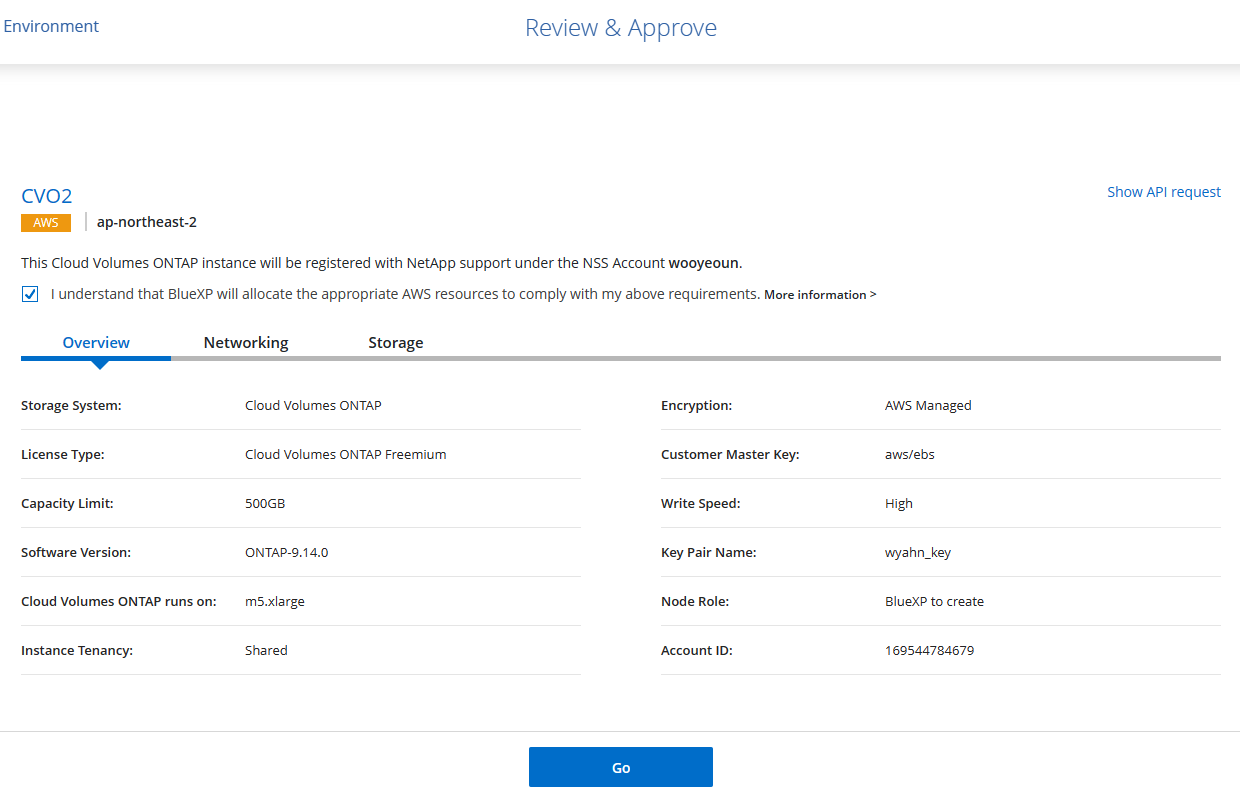 Environment
Review & Approve
CVO2
Show API request
AWS
ap-northeast-2
This Cloud Volumes ONTAP instance will be registered with NetApp support under the NSS Account wooyeoun.
I understand that BlueXP will allocate the appropriate AWS resources to comply with my above requirements. More information >
Overview Networking Storage
Storage System: Cloud Volumes ONTAP
License Type: Cloud Volumes ONTAP Freemium
Capacity Limit: 500GB
Software Version: ONTAP-9.14.0
Cloud Volumes ONTAP runs on: m5.xlarge
Instance Tenancy: Shared
Encryption: AWS Managed
Customer Master Key: aws/ebs
Write Speed: High
Key Pair Name: wyahn_key
Node Role: BlueXP to create
Account ID: 169544784679
Go